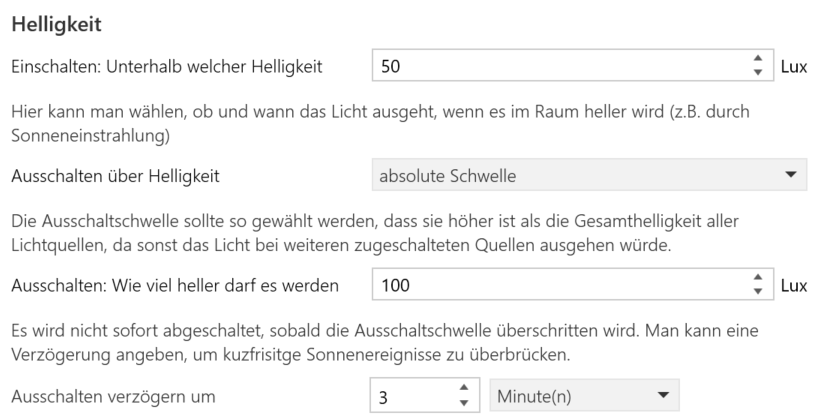 Helligkeit
Einschalten: Unterhalb welcher Helligkeit 50 Lux
Hier kann man wählen, ob und wann das Licht ausgeht, wenn es im Raum heller wird (z.B. durch
Sonneneinstrahlung)
Ausschalten über Helligkeit absolute Schwelle
Die Ausschaltschwelle sollte so gewählt werden, dass sie höher ist als die Gesamthelligkeit aller
Lichtquellen, da sonst das Licht bei weiteren zugeschalteten Quellen ausgehen würde.
Ausschalten: Wie viel heller darf es werden 100 Lux
Es wird nicht sofort abgeschaltet, sobald die Ausschaltschwelle überschritten wird. Man kann eine
Verzögerung angeben, um kuzfrisitge Sonnenereignisse zu überbrücken.
Ausschalten verzögern um 3 Minute(n)